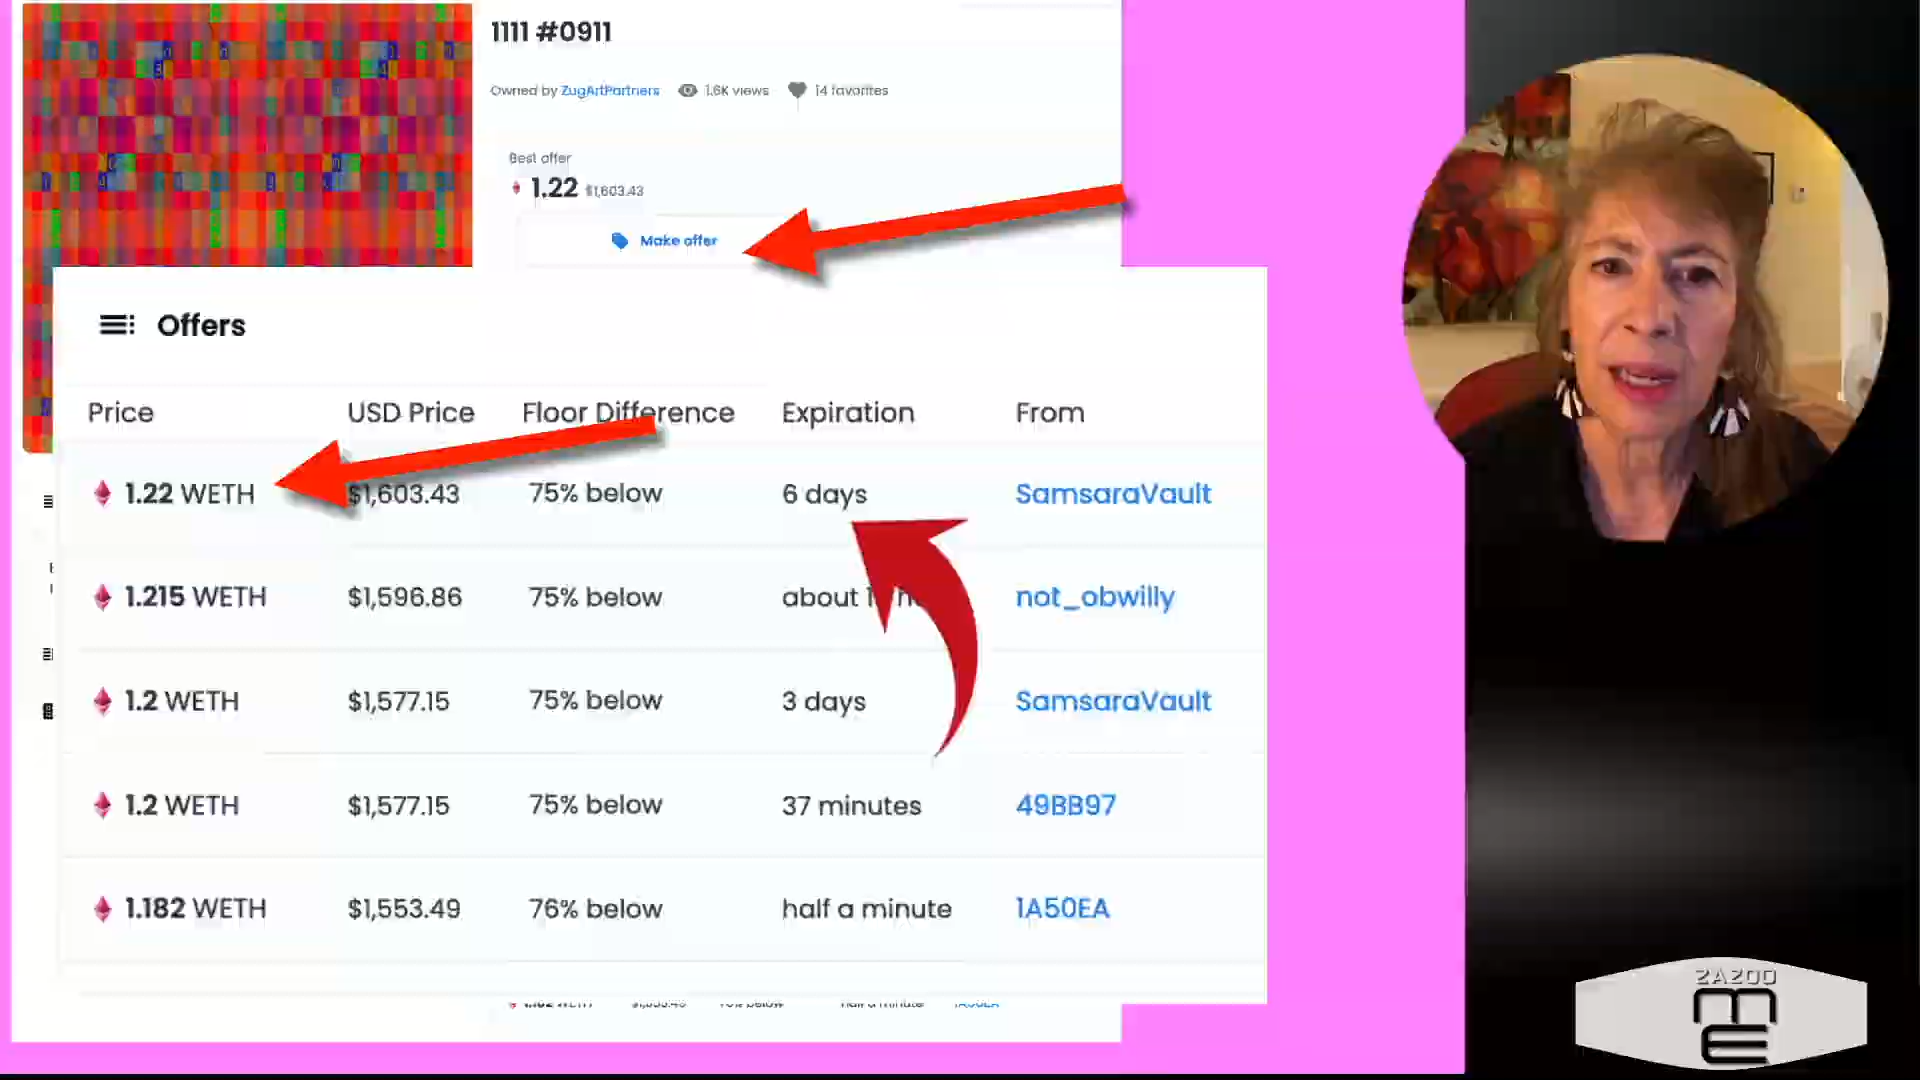 1111 #0911
Owned by ZugArtPartners 1.6K views 14 favorites
Best offer
1.22 $1,603.43
Make offer
Offers
Price USD Price Floor Difference Expiration From
1.22 WETH $1,603.43 75% below 6 days SamsaraVault
1.215 WETH $1,596.86 75% below about not_obwilly
1.2 WETH $1,577.15 75% below 3 days SamsaraVault
1.2 WETH $1,577.15 75% below 37 minutes 49BB97
1.182 WETH $1,553.49 76% below half a minute 1A50EA
ZAZOO
ME